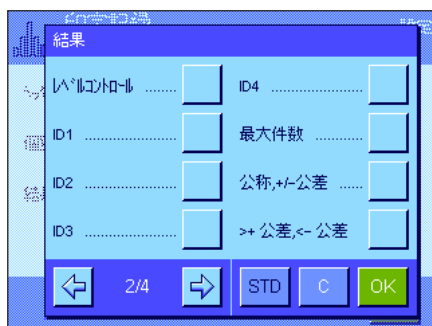 結果
ﾚﾍﾞﾙｺﾝﾄﾛｰﾙ ......
ID1 ..................
ID2 ..................
ID3 ..................
ID4 ..................
最大件数 ............
公称,+/-公差 .....
>+ 公差,<- 公差
2/4
STD
C
OK